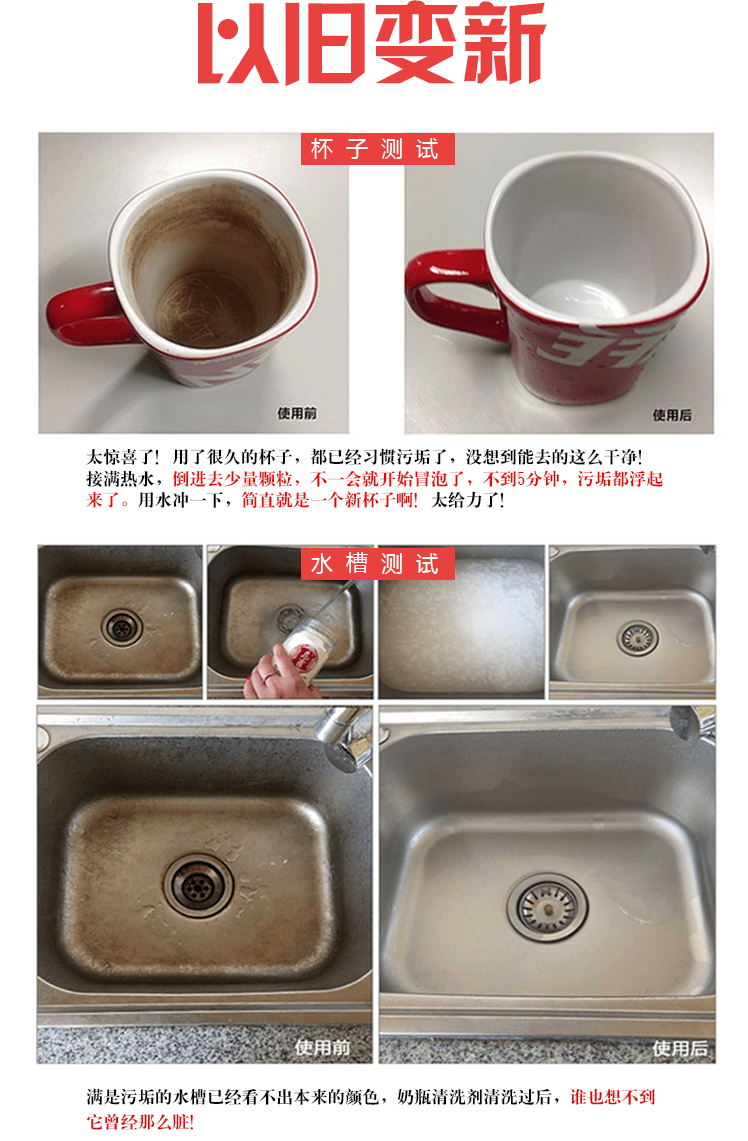 以旧变新
杯子测试
使用前
使用后
太惊喜了！用了很久的杯子，都已经习惯污垢了，没想到能去的这么干净！
接满热水，倒进去少量颗粒，不一会就开始冒泡了，不到5分钟，污垢都浮起
来了。用水冲一下，简直就是一个新杯子啊！太给力了！
水槽测试
使用前
使用后
满是污垢的水槽已经看不出本来的颜色，奶瓶清洗剂清洗过后，谁也想不到
它曾经那么脏！